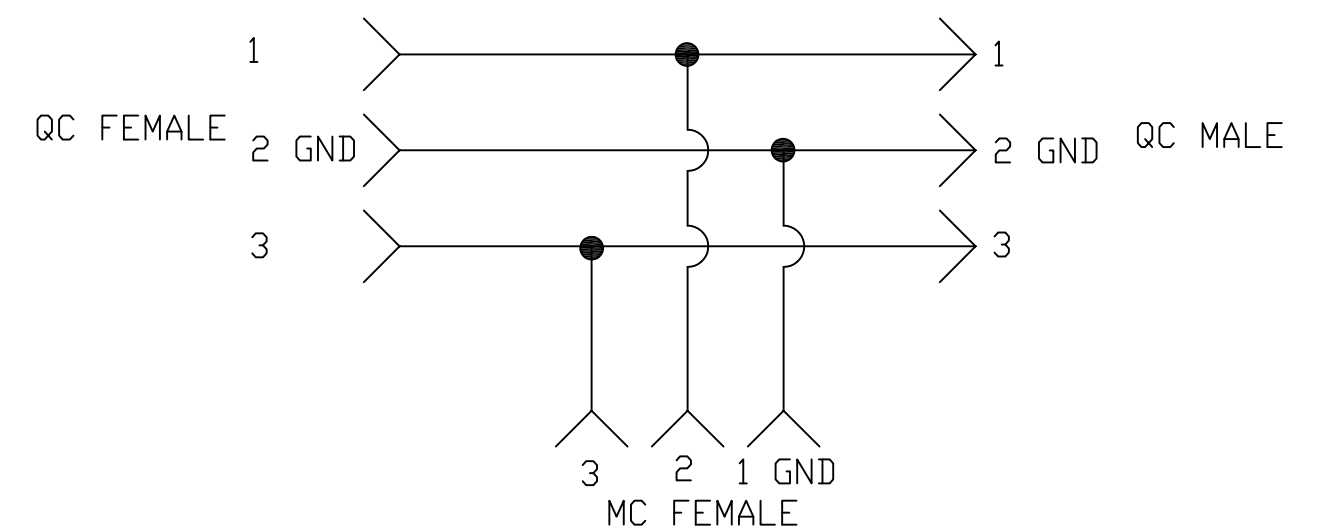 1
1
QC FEMALE
2 GND
2 GND
QC MALE
3
3
3
2
1 GND
MC FEMALE